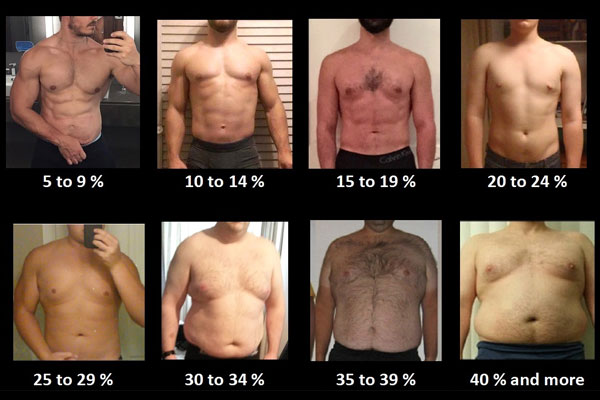 5 to 9 %
10 to 14 %
15 to 19 %
20 to 24 %
25 to 29 %
30 to 34 %
35 to 39 %
40 % and more